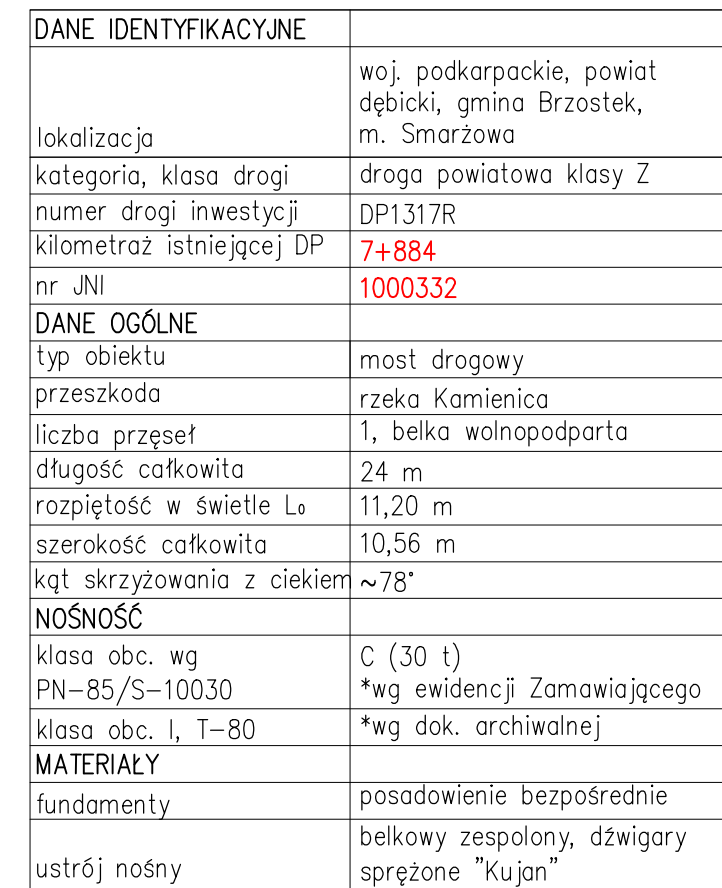 DANE IDENTYFIKACYJNE
lokalizacja
woj. podkarpackie, powiat
dębicki, gmina Brzostek,
m. Smarżowa
kategoria, klasa drogi
droga powiatowa klasy Z
numer drogi inwestycji
DP1317R
kilometraż istniejącej DP
7+884
nr JNI
1000332
DANE OGÓLNE
typ obiektu
most drogowy
przeszkoda
rzeka Kamienica
liczba przęseł
1, belka wolnopodparta
długość całkowita
24 m
rozpiętość w świetle L₀
11,20 m
szerokość całkowita
10,56 m
kąt skrzyżowania z ciekiem
~78°
NOŚNOŚĆ
klasa obc. wg
PN-85/S-10030
C (30 t)
*wg ewidencji Zamawiającego
klasa obc. I, T-80
*wg dok. archiwalnej
MATERIAŁY
fundamenty
posadowienie bezpośrednie
ustrój nośny
belkowy zespolony, dźwigary
sprężone "Kujan"